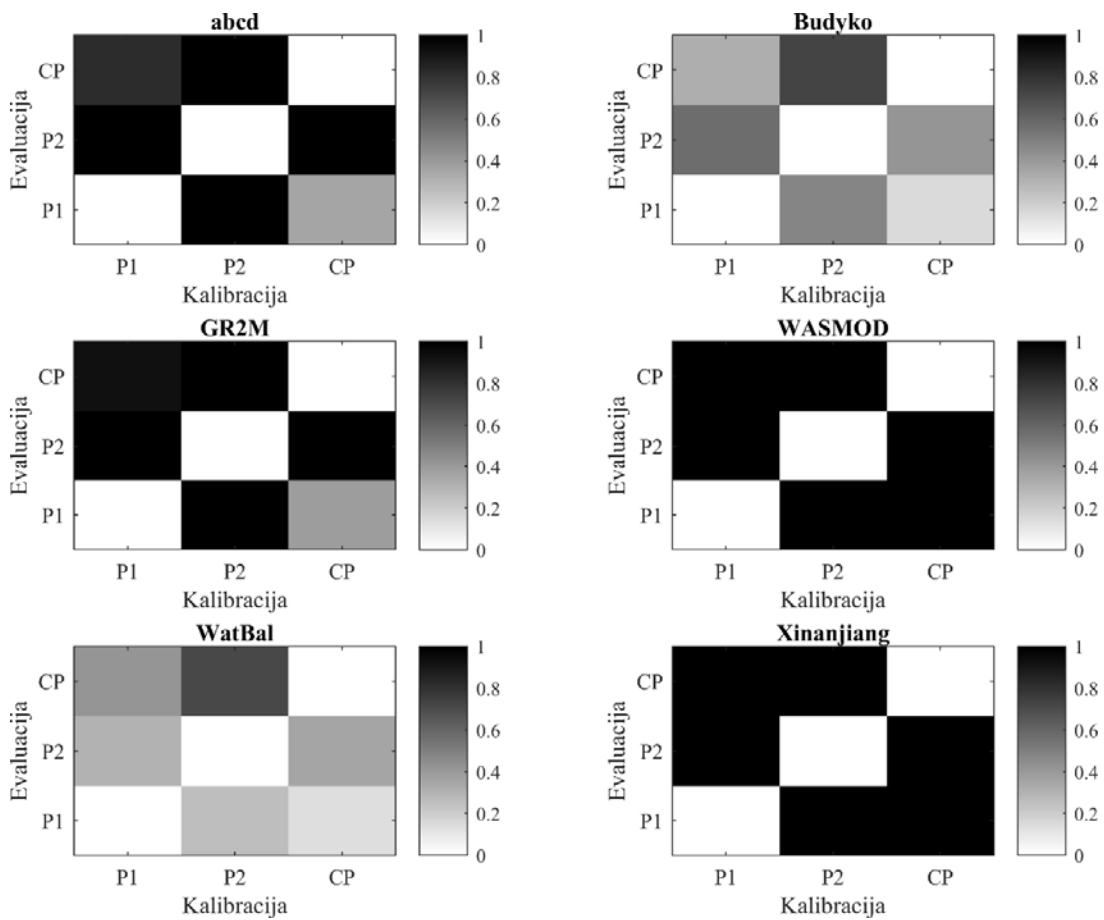 abcd
Evaluacija
CP
P2
P1
P1 P2 CP
Kalibracija
1
0.8
0.6
0.4
0.2
0
Budyko
Evaluacija
CP
P2
P1
P1 P2 CP
Kalibracija
1
0.8
0.6
0.4
0.2
0
GR2M
Evaluacija
CP
P2
P1
P1 P2 CP
Kalibracija
1
0.8
0.6
0.4
0.2
0
WASMOD
Evaluacija
CP
P2
P1
P1 P2 CP
Kalibracija
1
0.8
0.6
0.4
0.2
0
WatBal
Evaluacija
CP
P2
P1
P1 P2 CP
Kalibracija
1
0.8
0.6
0.4
0.2
0
Xinanjiang
Evaluacija
CP
P2
P1
P1 P2 CP
Kalibracija
1
0.8
0.6
0.4
0.2
0